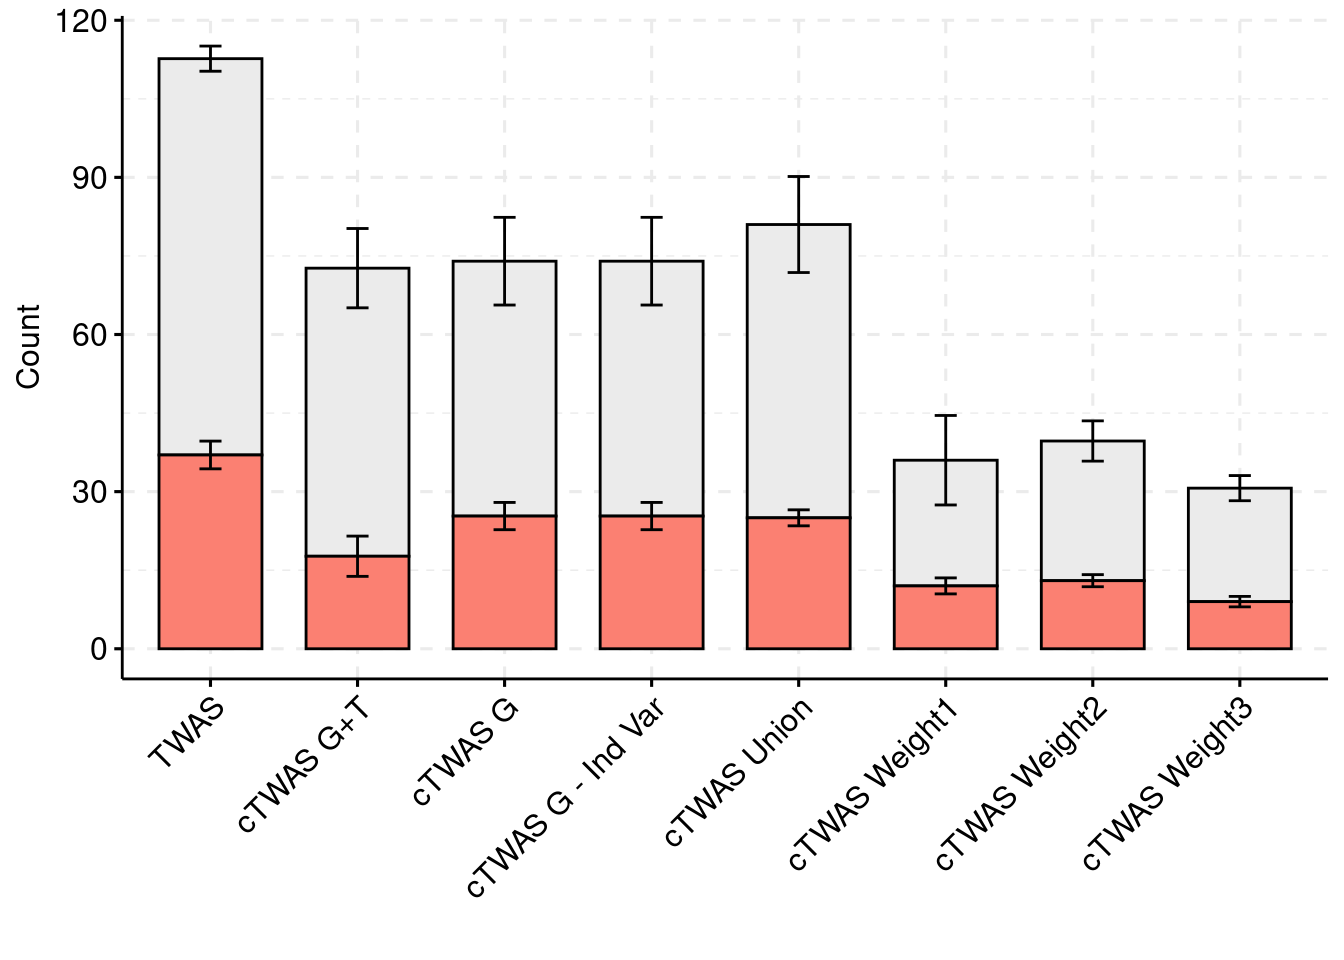 120
90
60
30
0
Count
TWAS
cTWAS G+T
cTWAS G
cTWAS G - Ind Var
cTWAS Union
cTWAS Weight1
cTWAS Weight2
cTWAS Weight3